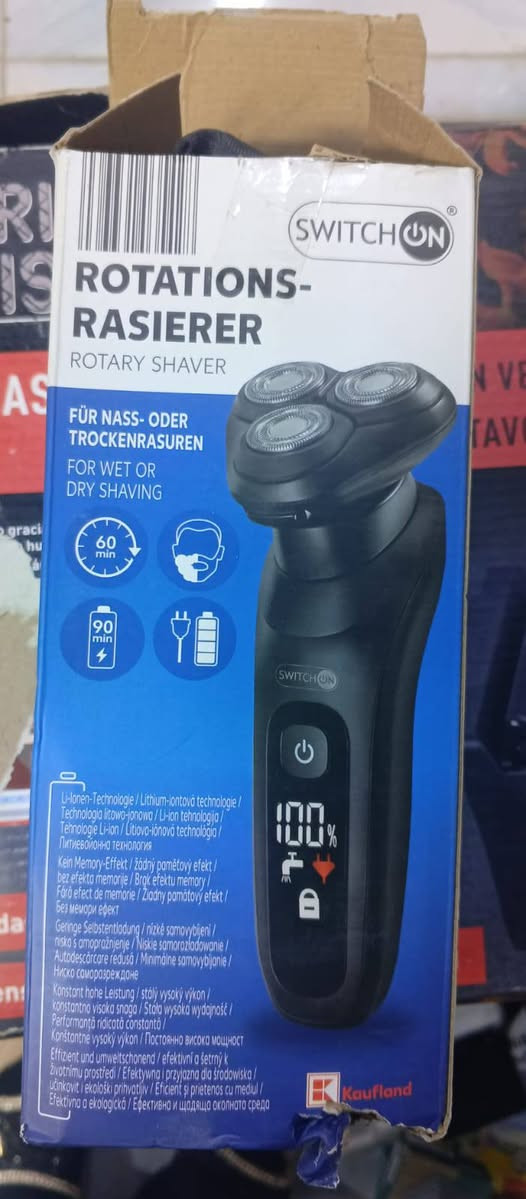 SWITCHON®
ROTATIONS-
RASIERER
ROTARY SHAVER
FÜR NASS- ODER
TROCKENRASUREN
FOR WET OR
DRY SHAVING
60
min
90
min
SWITCHON
100%
Li-Ionen-Technologie / Lithium-iontová technologie /
Technologia litowo-jonowa / Li-ion tehnologija /
Tehnologie Li-ion / Lítiovo-iónová technológia /
Литиевойонна технология
Kein Memory-Effekt / žádný paměťový efekt /
bez efekta memorije / Brak efektu memory /
Fără efect de memorie / Žiadny pamäťový efekt /
Без мемори ефект
Geringe Selbstentladung / nízké samovybíjení /
nisko samopražnjenje / Niskie samorozładowanie /
Autodescărcare redusă / Minimálne samovybíjanie /
Ниско саморазреждане
Konstant hohe Leistung / stálý vysoký výkon /
konstantno visoka snaga / Stała wysoka wydajność /
Performanță ridicată constantă /
Konštantne vysoký výkon / Постоянно висока мощност
Effizient und umweltschonend / efektivní a šetrný k
životnímu prostředí / Efektywna i przyjazna dla środowiska /
učinkovit i ekološki prihvatljiv / Eficient și prietenos cu mediul /
Efektívna a ekologická / Ефективна и щадяща околната среда
Kaufland